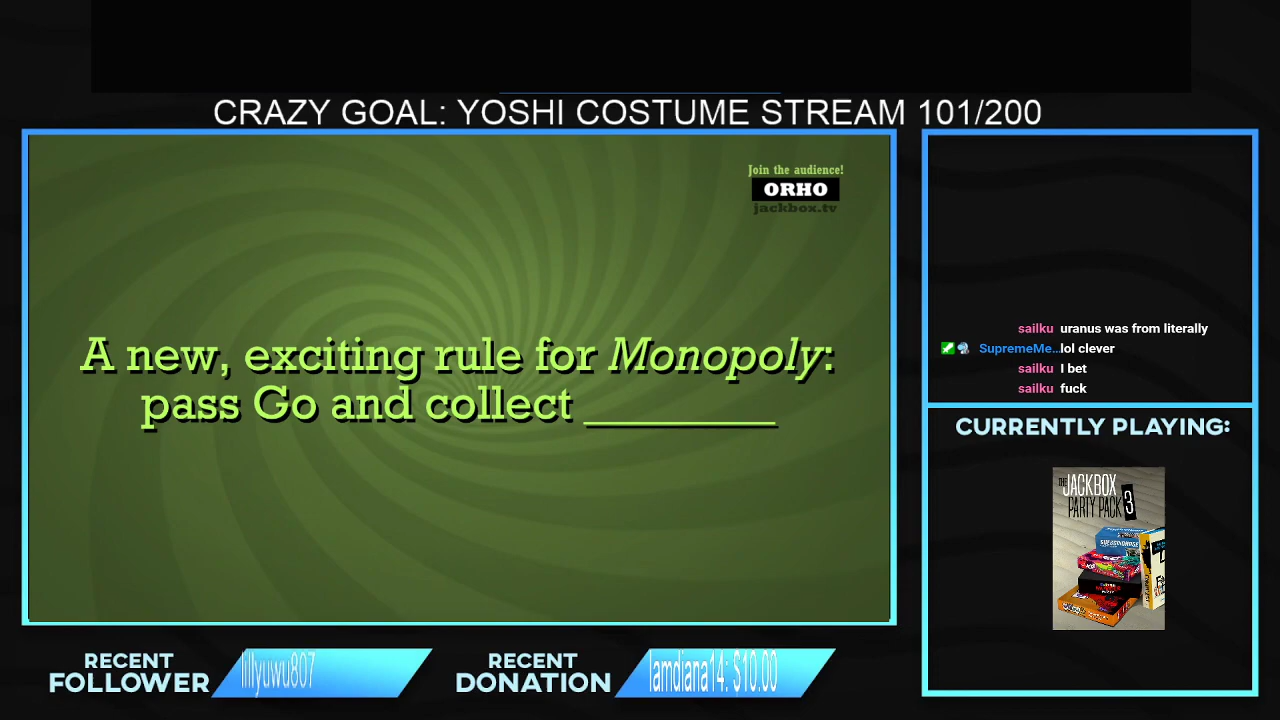 CRAZY GOAL: YOSHI COSTUME STREAM 101/200
Join the audience!
ORHO
jackbox.tv
A new, exciting rule for Monopoly:
pass Go and collect ________
sailku uranus was from literally
SupremeMe... lol clever
sailku I bet
sailku fuck
CURRENTLY PLAYING:
THE JACKBOX
PARTY PACK 3
RECENT
FOLLOWER
lillyuwu807
RECENT
DONATION
lamdiana14: $10.00